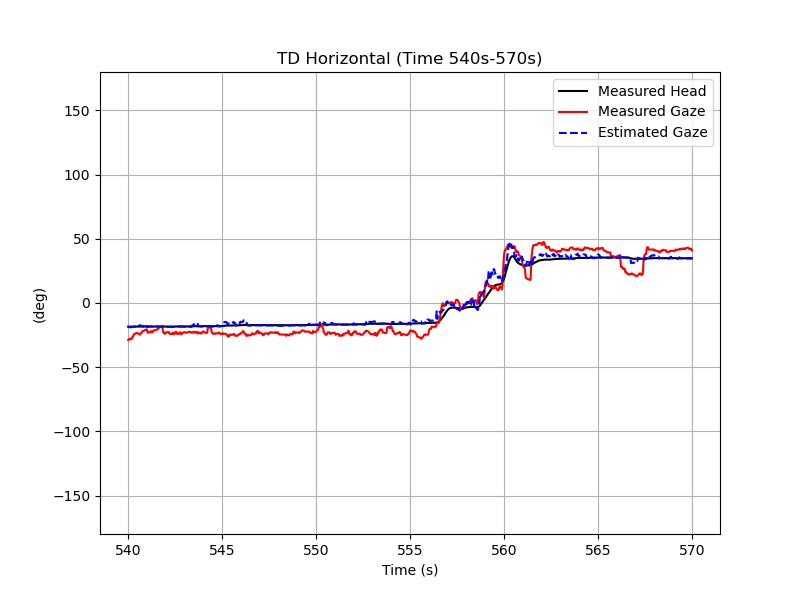 TD Horizontal (Time 540s-570s)
Measured Head
Measured Gaze
Estimated Gaze
150
100
50
0
−50
−100
−150
(deg)
540 545 550 555 560 565 570
Time (s)